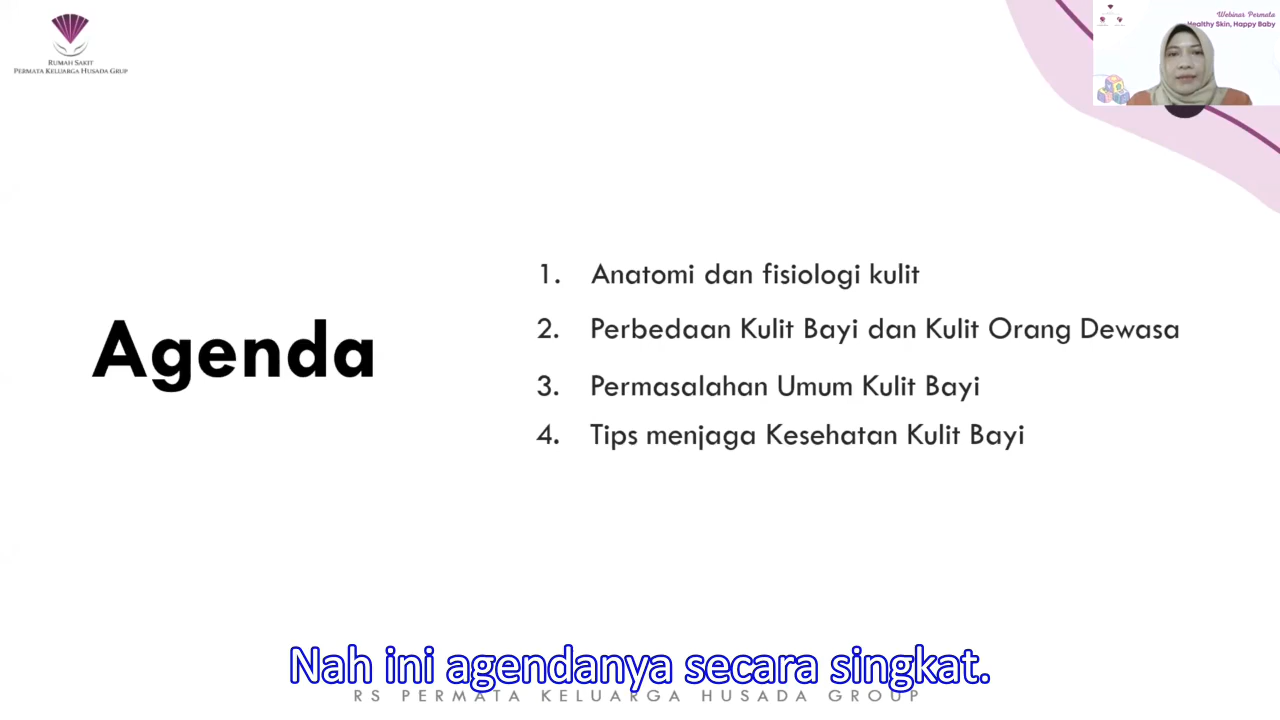 RUMAH SAKIT
PERMATA KELUARGA HUSADA GRUP
Webinar Permata
Healthy Skin, Happy Baby
Agenda
1. Anatomi dan fisiologi kulit
2. Perbedaan Kulit Bayi dan Kulit Orang Dewasa
3. Permasalahan Umum Kulit Bayi
4. Tips menjaga Kesehatan Kulit Bayi
Nah ini agendanya secara singkat.
RS PERMATA KELUARGA HUSADA GROUP